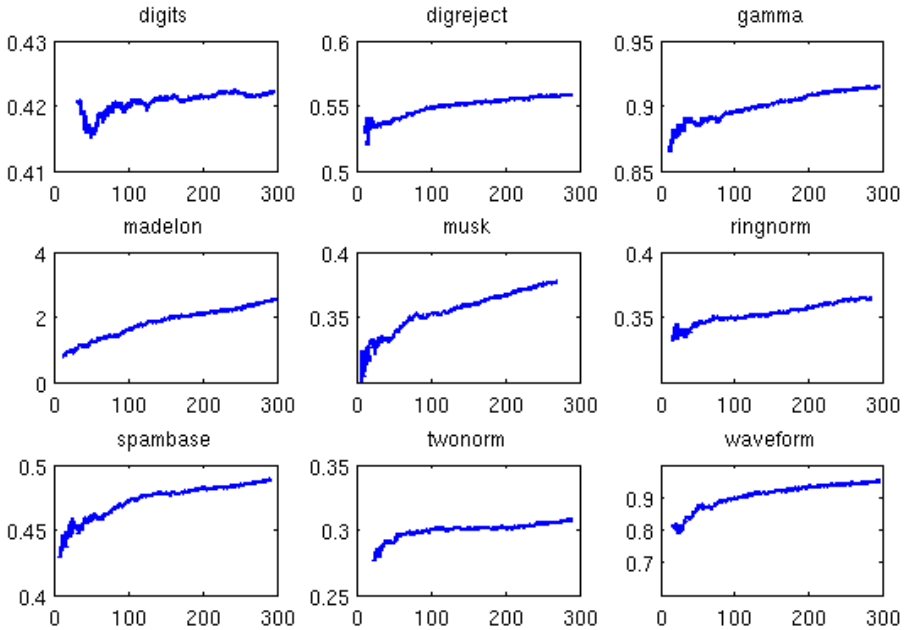 digits digreject gamma
0.43 0.6 0.95
0.42 0.55 0.9
0.41 0.5 0.85
0 100 200 300 0 100 200 300 0 100 200 300
madelon musk ringnorm
4 0.4 0.4
2 0.35 0.35
0
0 100 200 300 0 100 200 300 0 100 200 300
spambase twonorm waveform
0.5 0.35
0.9
0.45 0.3 0.8
0.7
0.4 0.25
0 100 200 300 0 100 200 300 0 100 200 300